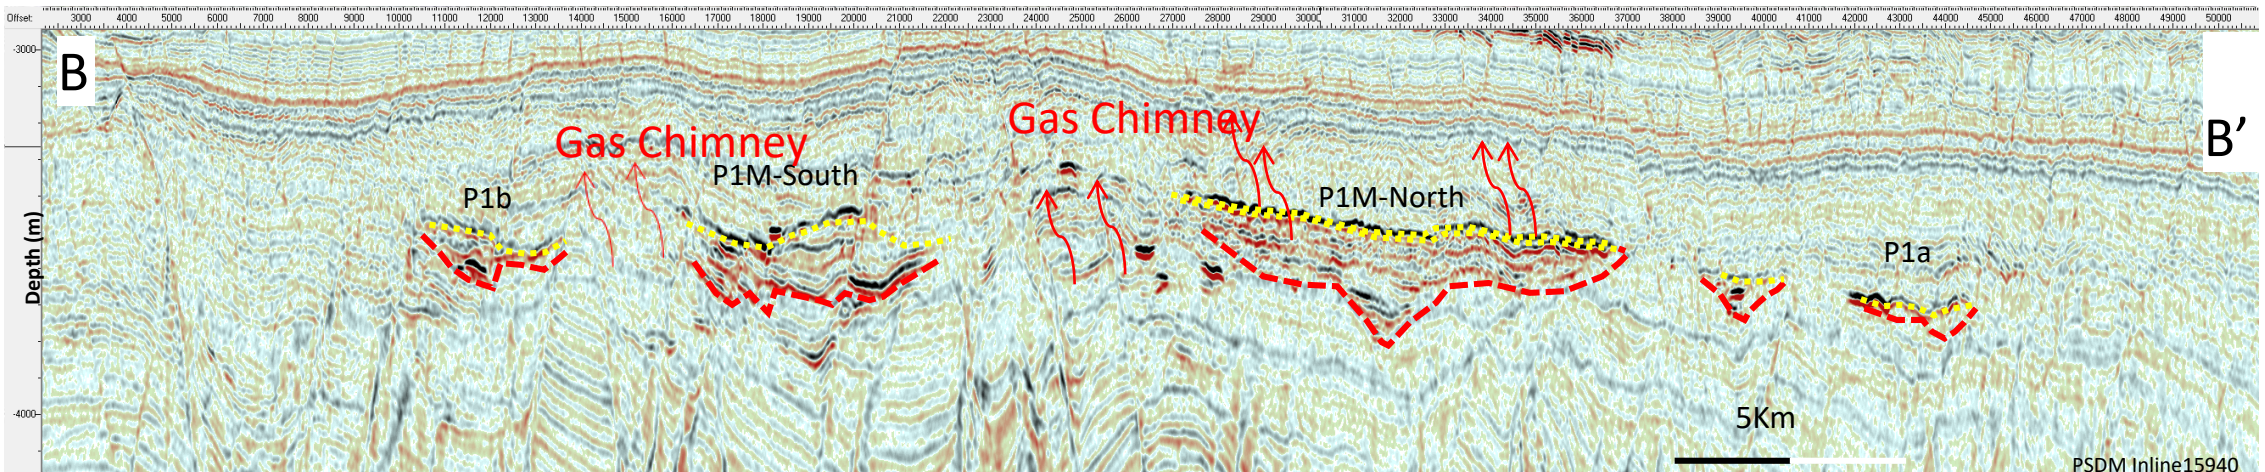 Offset: 3000 4000 5000 6000 7000 8000 9000 10000 11000 12000 13000 14000 15000 16000 17000 18000 19000 20000 21000 22000 23000 24000 25000 26000 27000 28000 29000 30000 31000 32000 33000 34000 35000 36000 37000 38000 39000 40000 41000 42000 43000 44000 45000 46000 47000 48000 49000 50000
-3000
B
B’
Gas Chimney
Gas Chimney
P1b
P1M-South
P1M-North
P1a
Depth (m)
-4000
5Km
PSDM Inline15940